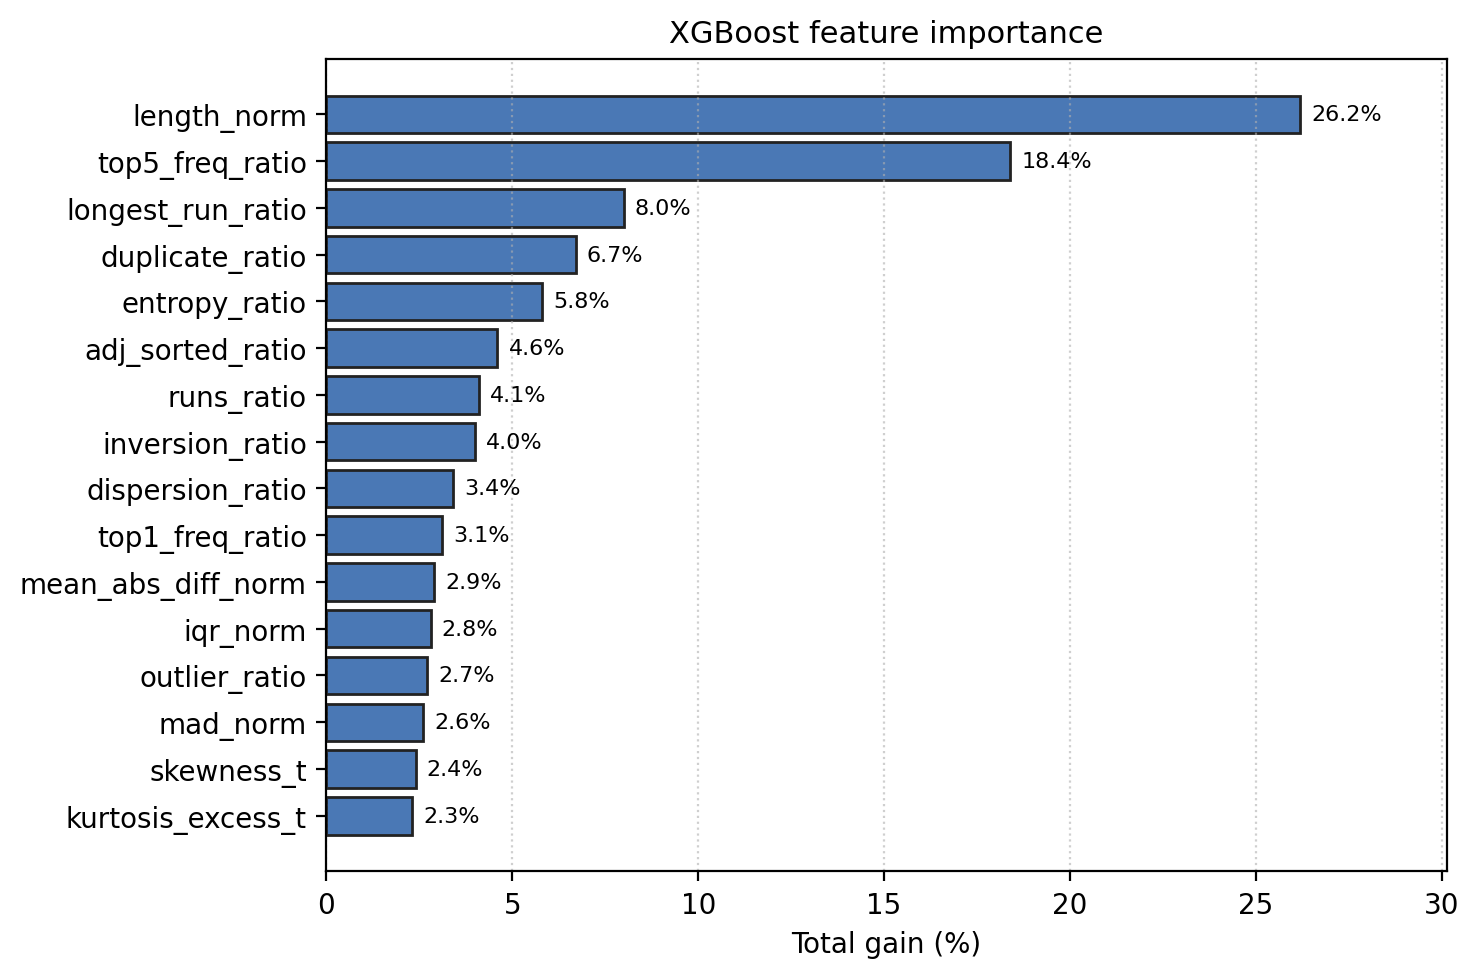 XGBoost feature importance
length_norm 26.2%
top5_freq_ratio 18.4%
longest_run_ratio 8.0%
duplicate_ratio 6.7%
entropy_ratio 5.8%
adj_sorted_ratio 4.6%
runs_ratio 4.1%
inversion_ratio 4.0%
dispersion_ratio 3.4%
top1_freq_ratio 3.1%
mean_abs_diff_norm 2.9%
iqr_norm 2.8%
outlier_ratio 2.7%
mad_norm 2.6%
skewness_t 2.4%
kurtosis_excess_t 2.3%
0 5 10 15 20 25 30
Total gain (%)